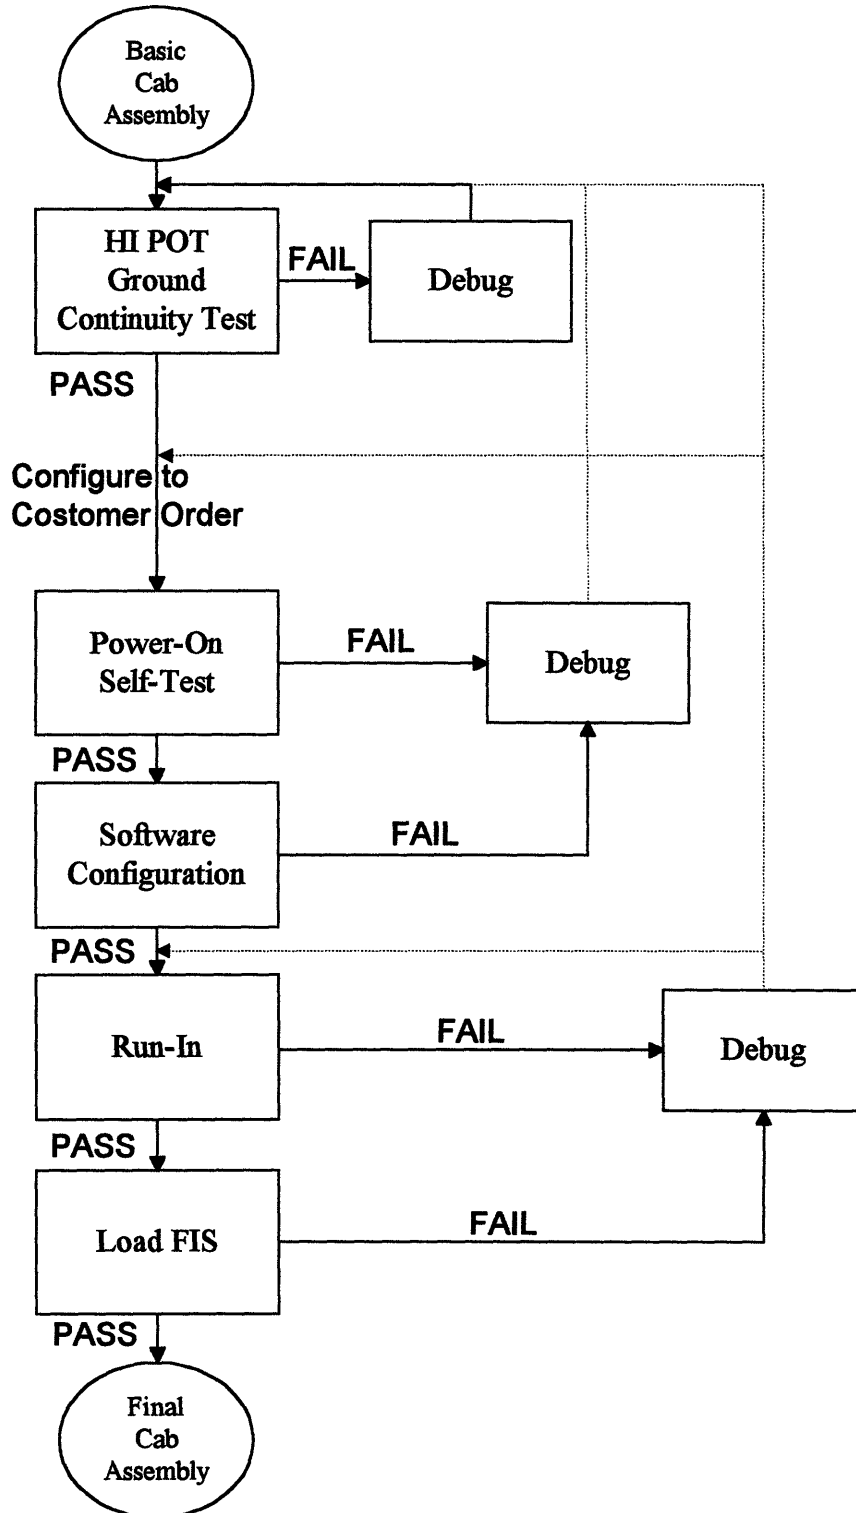 Basic
Cab
Assembly
HI POT
Ground
Continuity Test
FAIL
Debug
PASS
Configure to
Costomer Order
Power-On
Self-Test
FAIL
Debug
PASS
Software
Configuration
FAIL
PASS
Run-In
FAIL
Debug
PASS
Load FIS
FAIL
PASS
Final
Cab
Assembly